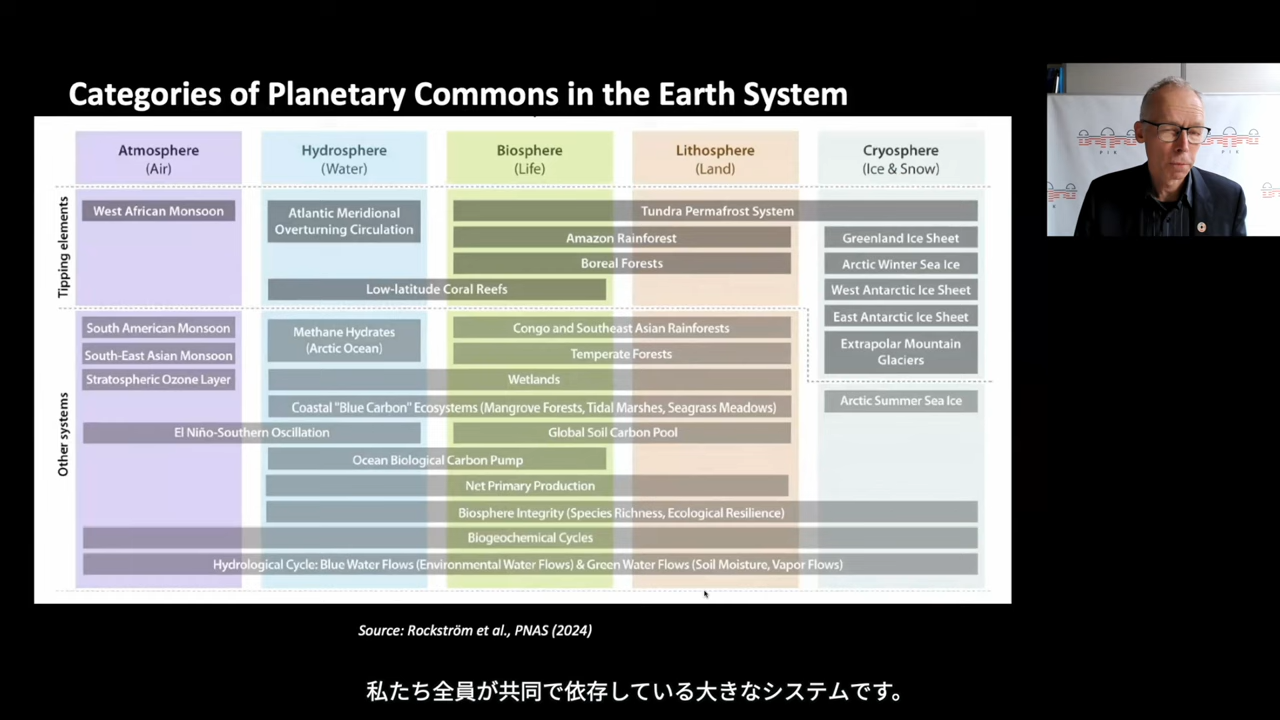 Categories of Planetary Commons in the Earth System
Atmosphere
(Air)
Hydrosphere
(Water)
Biosphere
(Life)
Lithosphere
(Land)
Cryosphere
(Ice & Snow)
Tipping elements
West African Monsoon
Atlantic Meridional
Overturning Circulation
Tundra Permafrost System
Amazon Rainforest
Boreal Forests
Low-latitude Coral Reefs
Greenland Ice Sheet
Arctic Winter Sea Ice
West Antarctic Ice Sheet
East Antarctic Ice Sheet
Extrapolar Mountain
Glaciers
Other systems
South American Monsoon
South-East Asian Monsoon
Stratospheric Ozone Layer
Methane Hydrates
(Arctic Ocean)
Congo and Southeast Asian Rainforests
Temperate Forests
Wetlands
Coastal "Blue Carbon" Ecosystems (Mangrove Forests, Tidal Marshes, Seagrass Meadows)
Arctic Summer Sea Ice
El Niño-Southern Oscillation
Global Soil Carbon Pool
Ocean Biological Carbon Pump
Net Primary Production
Biosphere Integrity (Species Richness, Ecological Resilience)
Biogeochemical Cycles
Hydrological Cycle: Blue Water Flows (Environmental Water Flows) & Green Water Flows (Soil Moisture, Vapor Flows)
Source: Rockström et al., PNAS (2024)
PIK
PIK
私たち全員が共同で依存している大きなシステムです。